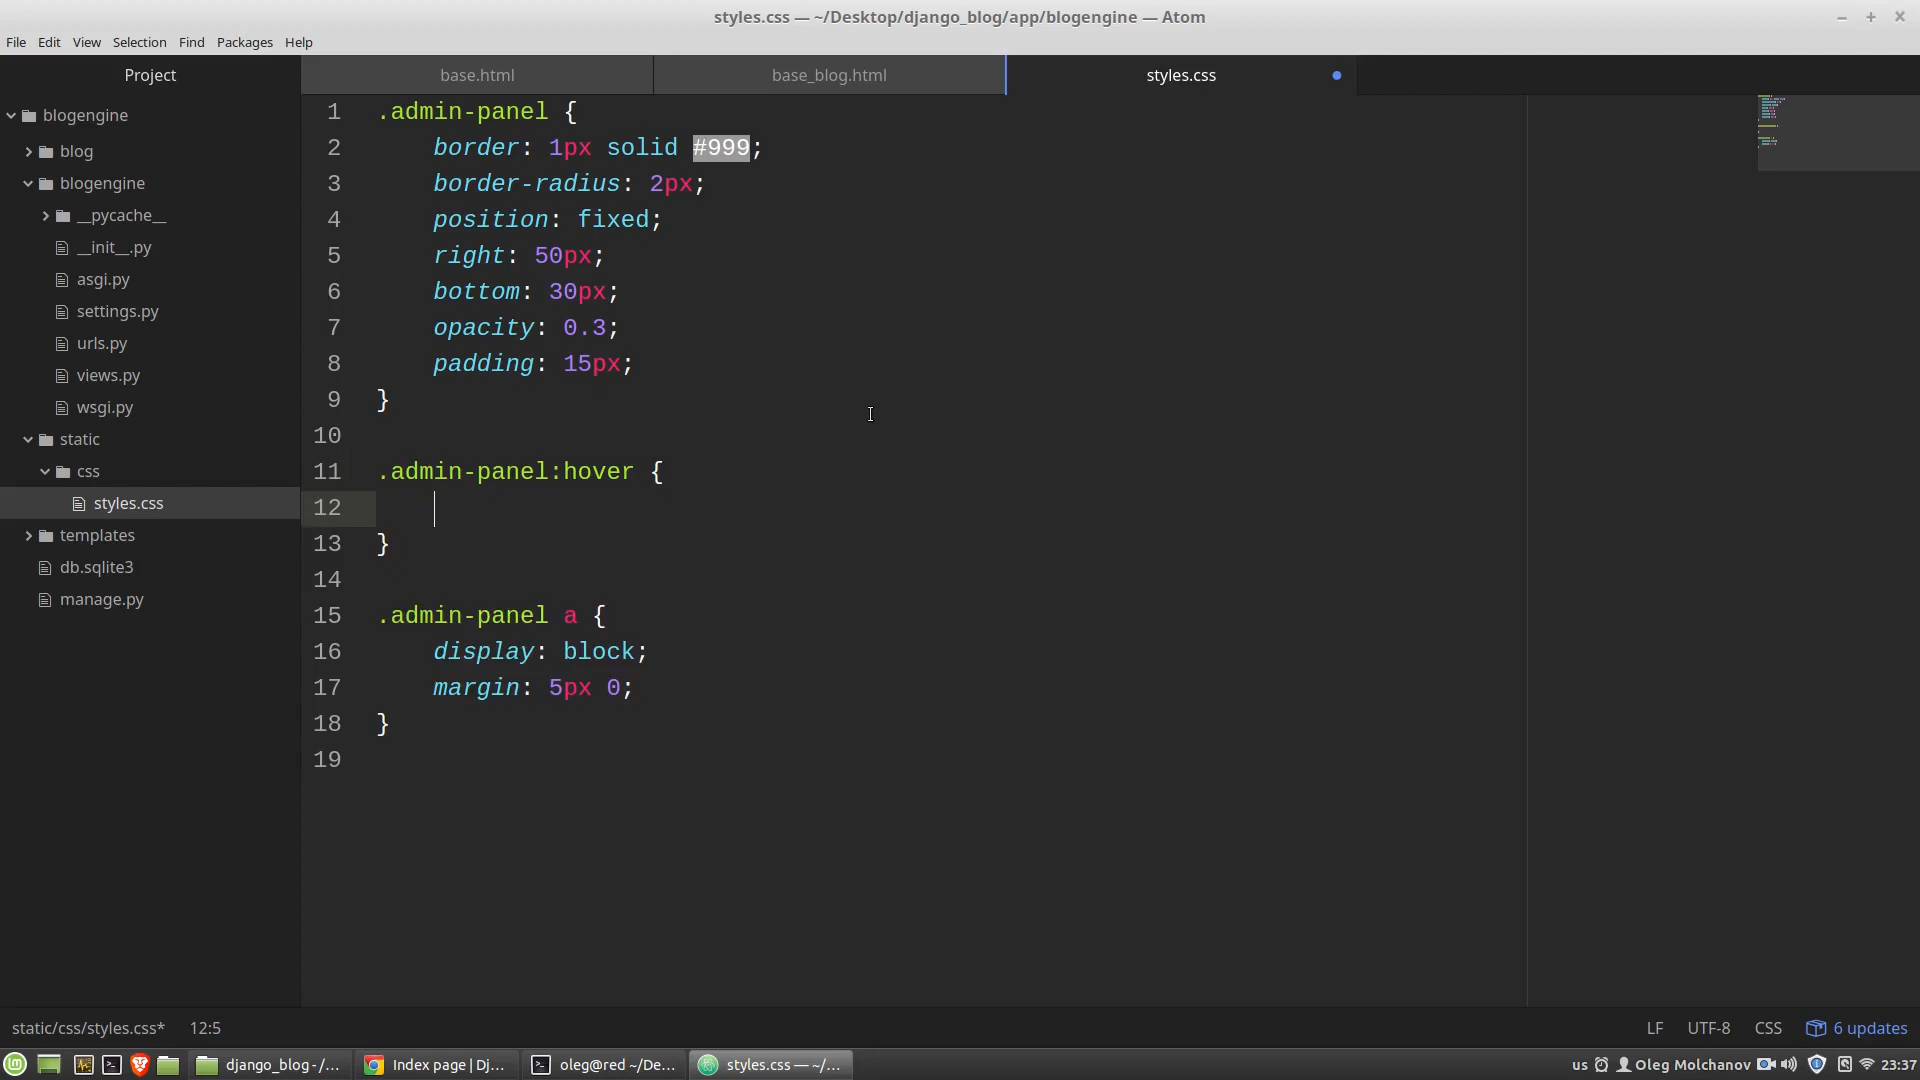 styles.css — ~/Desktop/django_blog/app/blogengine — Atom
File Edit View Selection Find Packages Help
Project
base.html
base_blog.html
styles.css
blogengine
blog
blogengine
__pycache__
__init__.py
asgi.py
settings.py
urls.py
views.py
wsgi.py
static
css
styles.css
templates
db.sqlite3
manage.py
1 .admin-panel {
2 border: 1px solid #999;
3 border-radius: 2px;
4 position: fixed;
5 right: 50px;
6 bottom: 30px;
7 opacity: 0.3;
8 padding: 15px;
9 }
10
11 .admin-panel:hover {
12
13 }
14
15 .admin-panel a {
16 display: block;
17 margin: 5px 0;
18 }
19
static/css/styles.css* 12:5
LF UTF-8 CSS 6 updates
django_blog - /...
Index page | Dj...
oleg@red ~/De...
styles.css — ~/...
us Oleg Molchanov 23:37